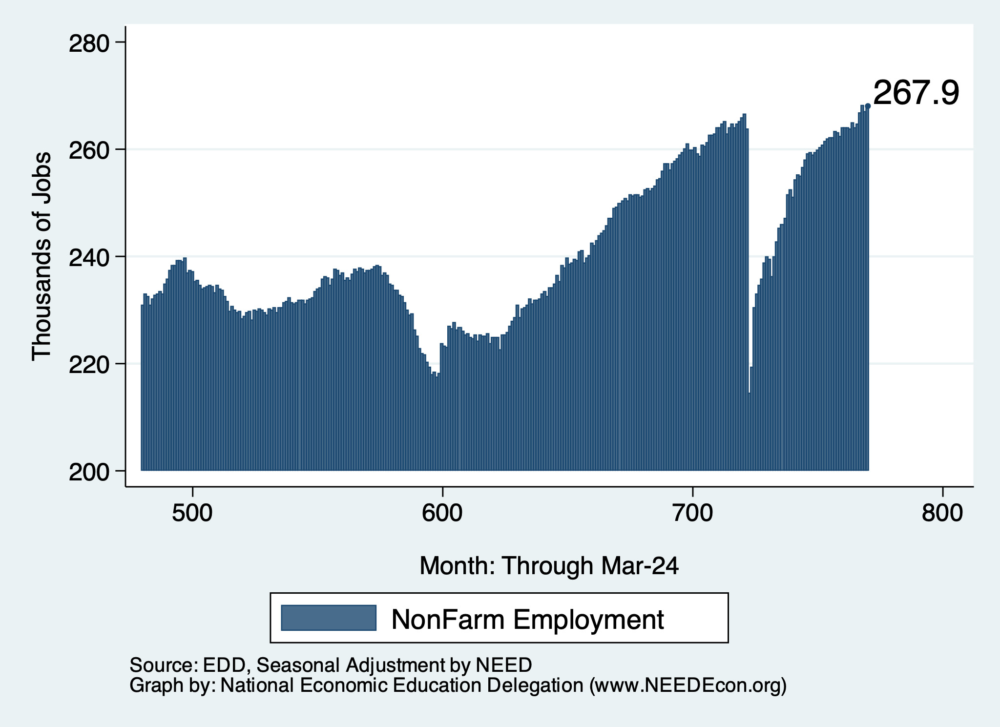 280
267.9
260
240
220
200
Thousands of Jobs
500 600 700 800
Month: Through Mar-24
NonFarm Employment
Source: EDD, Seasonal Adjustment by NEED
Graph by: National Economic Education Delegation (www.NEEDEcon.org)